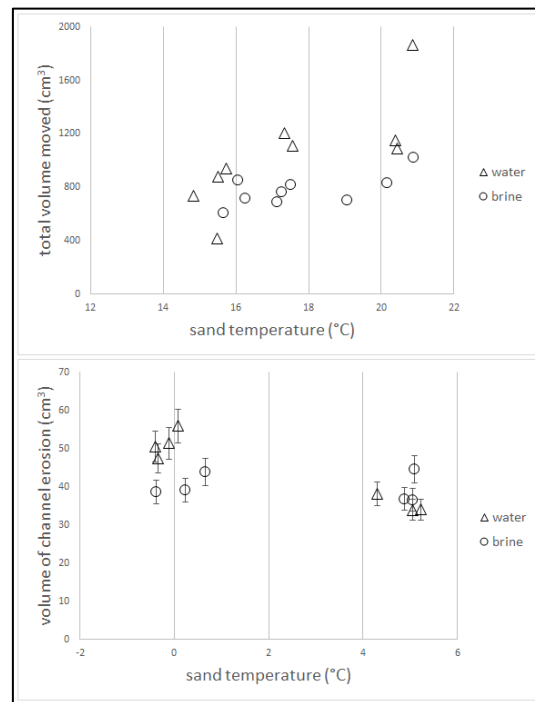 total volume moved (cm³)
2000
1600
1200
800
400
0
12 14 16 18 20 22
sand temperature (°C)
water
brine
volume of channel erosion (cm³)
70
60
50
40
30
20
10
0
-2 0 2 4 6
sand temperature (°C)
water
brine